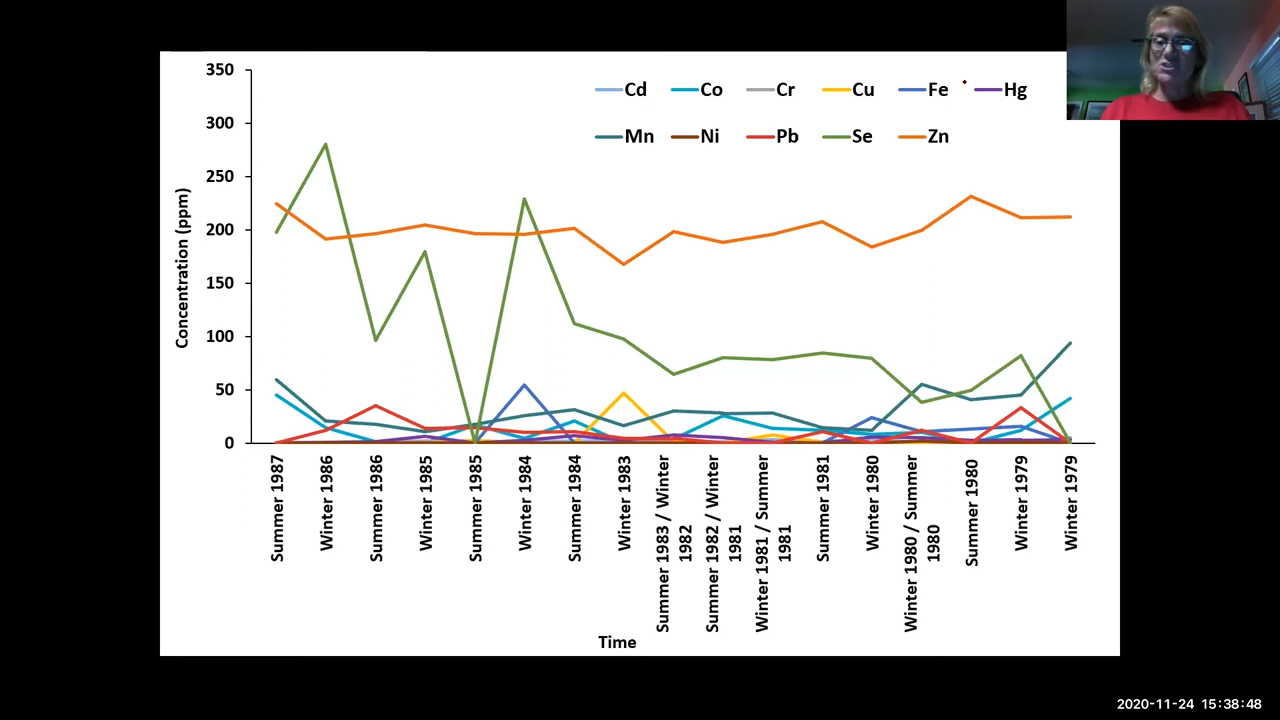 350
300
250
200
150
100
50
0
Concentration (ppm)
Cd Co Cr Cu Fe Hg
Mn Ni Pb Se Zn
Summer 1987
Winter 1986
Summer 1986
Winter 1985
Summer 1985
Winter 1984
Summer 1984
Winter 1983
Summer 1983 / Winter
1982
Summer 1982 / Winter
1981
Winter 1981 / Summer
1981
Summer 1981
Winter 1980
Winter 1980 / Summer
1980
Summer 1980
Winter 1979
Winter 1979
Time
2020-11-24 15:38:48